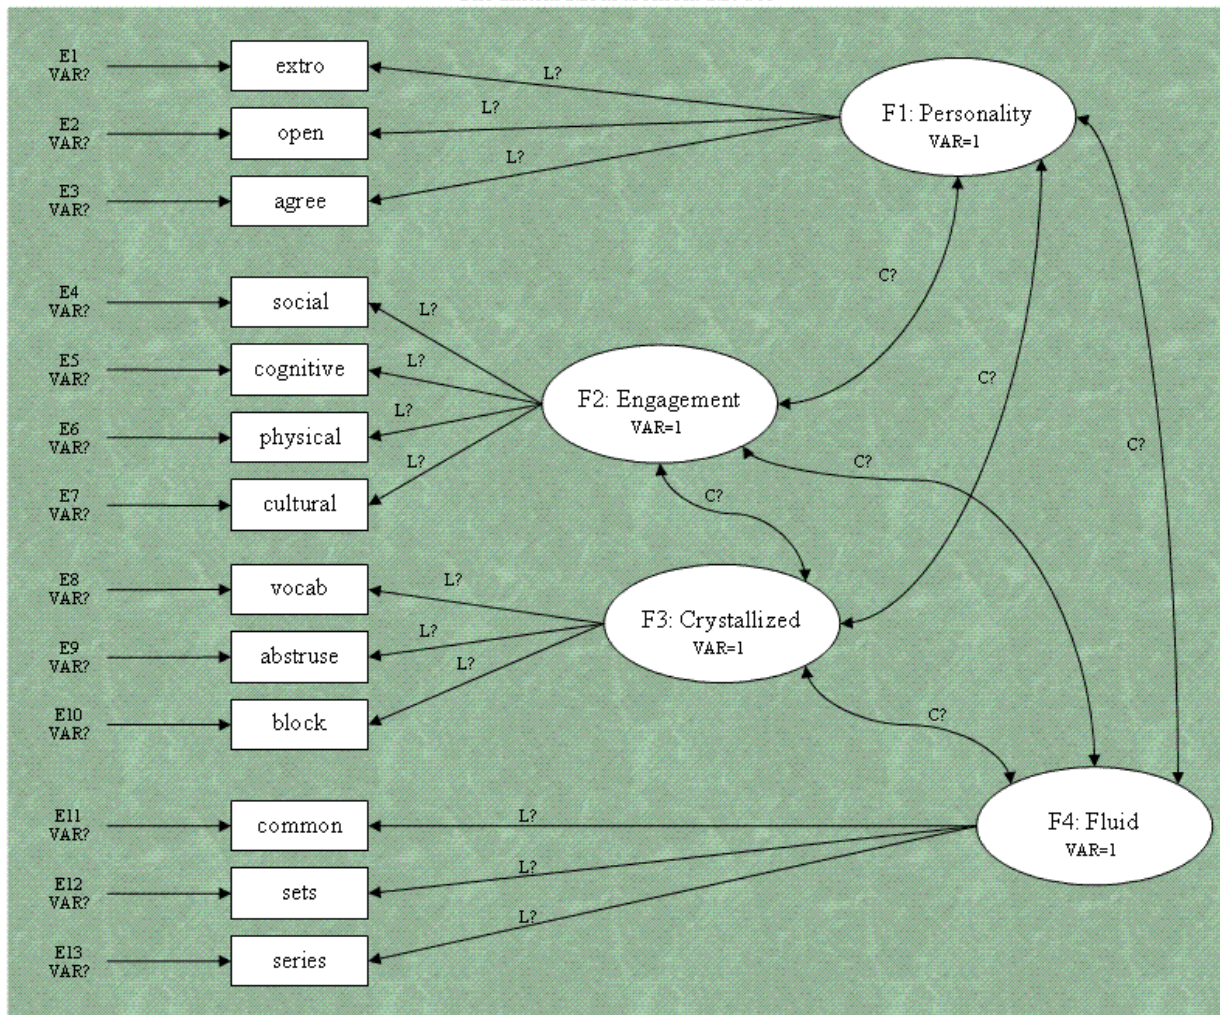 E1
VAR?
extro
L?
F1: Personality
VAR=1
E2
VAR?
open
L?
E3
VAR?
agree
L?
C?
E4
VAR?
social
L?
E5
VAR?
cognitive
L?
F2: Engagement
VAR=1
C?
E6
VAR?
physical
L?
C?
C?
E7
VAR?
cultural
L?
C?
E8
VAR?
vocab
L?
F3: Crystallized
VAR=1
E9
VAR?
abstruse
L?
E10
VAR?
block
L?
C?
E11
VAR?
common
L?
F4: Fluid
VAR=1
E12
VAR?
sets
L?
E13
VAR?
series
L?